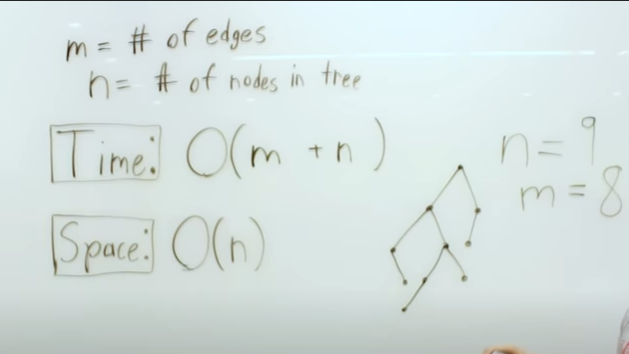 m = # of edges
n = # of nodes in tree
Time: O(m + n)
Space: O(n)
n = 9
m = 8